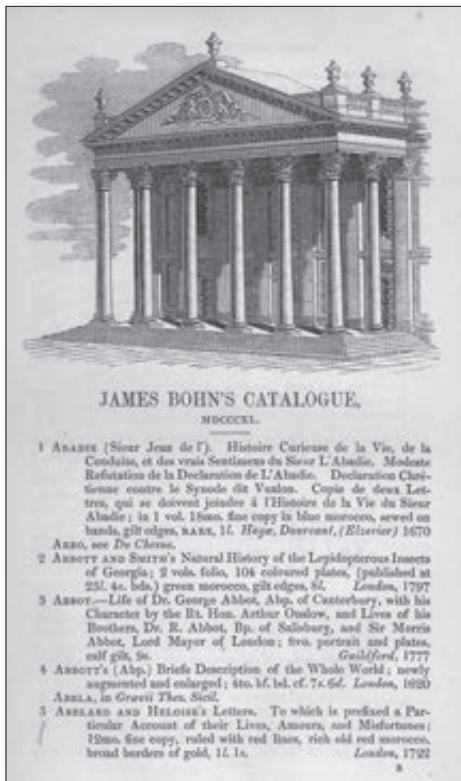 JAMES BOHN'S CATALOGUE,
MDCCCXL.
1 ABADIE (Sieur Jean de l'). Histoire Curieuse de la Vie, de la
Conduite, et des vrais Sentimens du Sieur L'Abadie. Modeste
Refutation de la Declaration de L'Abadie. Declaration Chré-
tienne contre le Synode dit Vualon. Copie de deux Let-
tres, qui se doivent joindre à l'Histoire de la Vie du Sieur
Abadie; in 1 vol. 18mo. fine copy in blue morocco, sewed on
bands, gilt edges, RARE, 1l. Hagæ, (Elzevier) 1670
ABBO, see Du Chesne.
2 ABBOTT AND SMITH'S Natural History of the Lepidopterous Insects
of Georgia; 2 vols. folio, 104 coloured plates, (published at
25l. 4s. bds.) green morocco, gilt edges, 8l. London, 1797
3 ABBOT.—Life of Dr. George Abbot, Abp. of Canterbury, with his
Character by the Rt. Hon. Arthur Onslow, and Lives of his
Brothers, Dr. R. Abbot, Bp. of Salisbury, and Sir Morris
Abbot, Lord Mayor of London; 8vo. portrait and plates,
calf gilt, 9s. Guildford, 1777
4 ABBOTT'S (Abp.) Briefe Description of the Whole World; newly
augmented and enlarged; 4to. hf. bd. cf. 7s. 6d. London, 1620
ABELA, in Grævii Thes. Sicil.
5 ABELARD AND HELOISE'S Letters. To which is prefixed a Par-
ticular Account of their Lives, Amours, and Misfortunes;
12mo. fine copy, ruled with red lines, rich old red morocco,
broad borders of gold, 1l. 1s. London, 1722
B